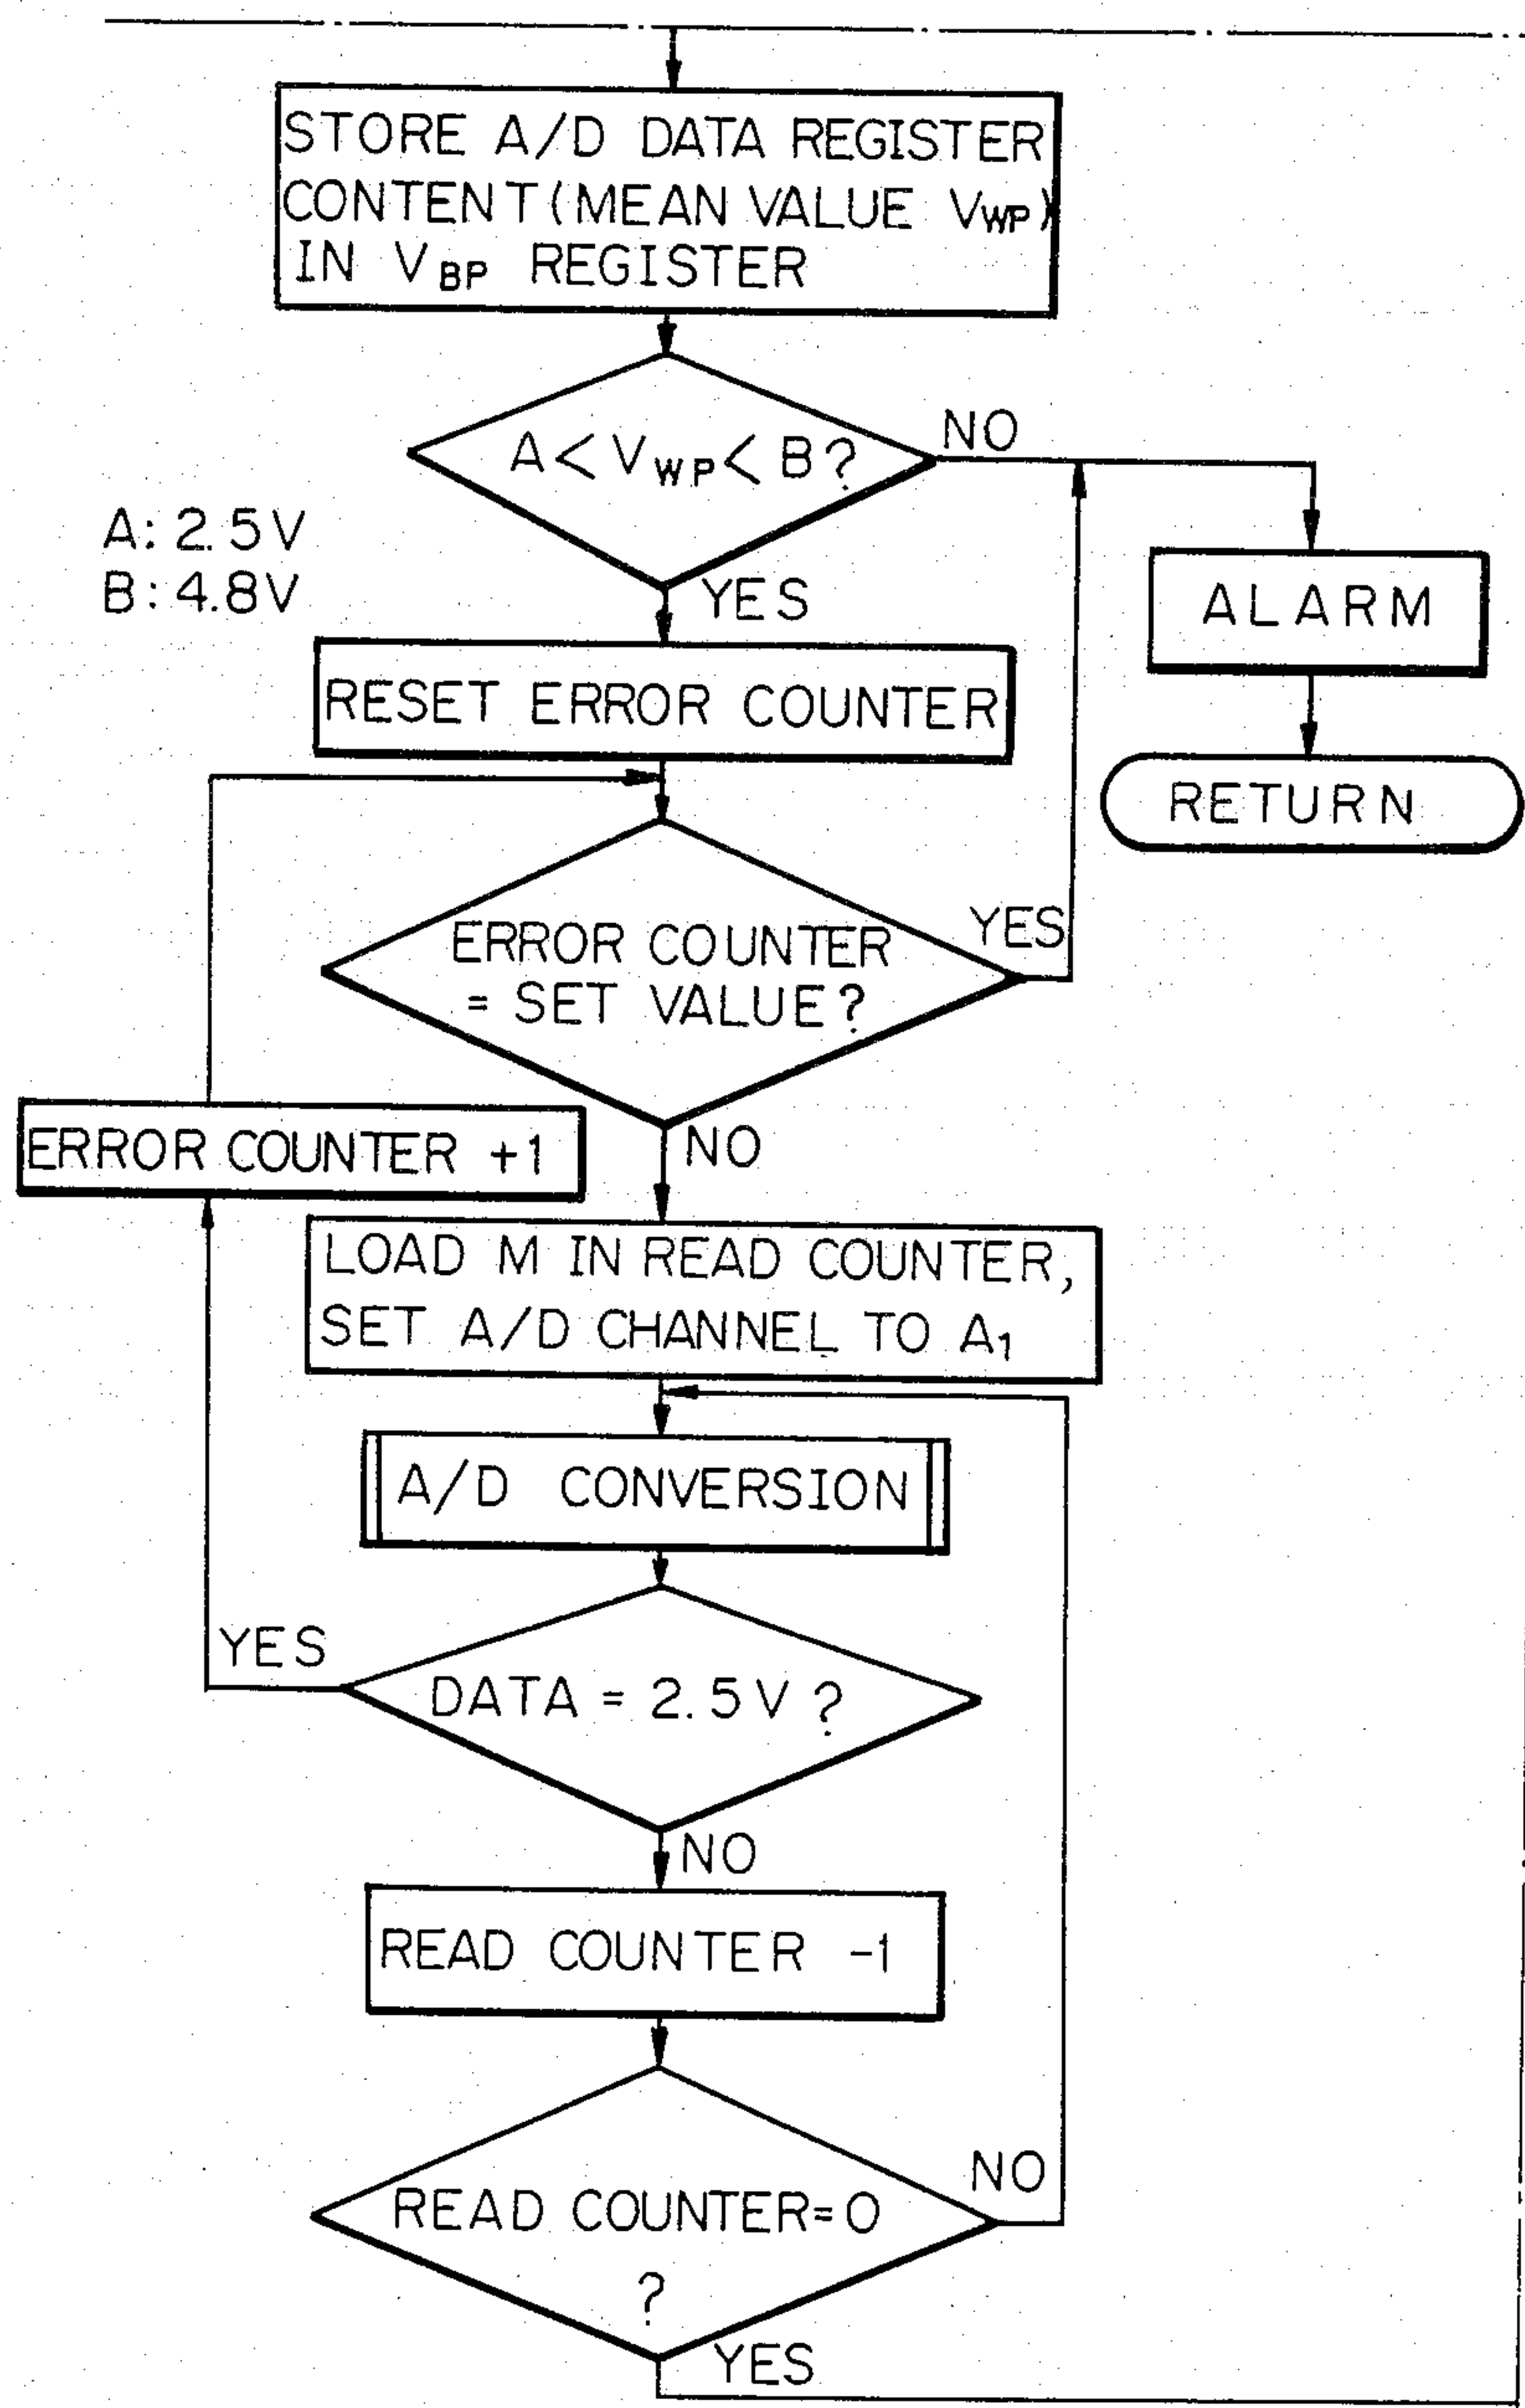 STORE A/D DATA REGISTER
CONTENT (MEAN VALUE VWP)
IN VBP REGISTER
A < VWP < B?
NO
A: 2.5V
B: 4.8V
YES
ALARM
RESET ERROR COUNTER
RETURN
ERROR COUNTER
= SET VALUE?
YES
ERROR COUNTER +1
NO
LOAD M IN READ COUNTER,
SET A/D CHANNEL TO A1
A/D CONVERSION
YES
DATA = 2.5V ?
NO
READ COUNTER -1
NO
READ COUNTER=0
?
YES